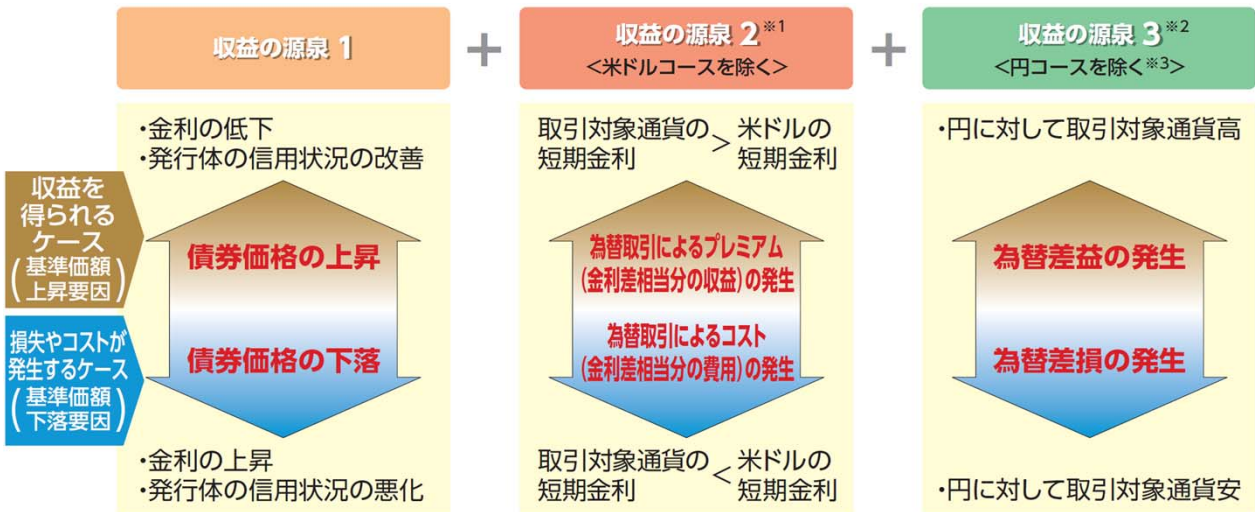 収益の源泉 1
+
収益の源泉 2※1
<米ドルコースを除く>
+
収益の源泉 3※2
<円コースを除く※3>
収益を
得られる
ケース
(基準価額
上昇要因)
損失やコストが
発生するケース
(基準価額
下落要因)
・金利の低下
・発行体の信用状況の改善
債券価格の上昇
債券価格の下落
・金利の上昇
・発行体の信用状況の悪化
取引対象通貨の
短期金利
>
米ドルの
短期金利
為替取引によるプレミアム
(金利差相当分の収益)の発生
為替取引によるコスト
(金利差相当分の費用)の発生
取引対象通貨の
短期金利
<
米ドルの
短期金利
・円に対して取引対象通貨高
為替差益の発生
為替差損の発生
・円に対して取引対象通貨安